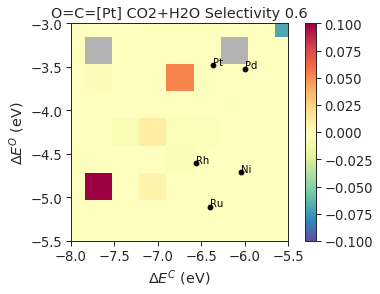 O=C=[Pt] CO2+H2O Selectivity 0.6
−3.0
−3.5
−4.0
−4.5
−5.0
−5.5
ΔE^O (eV)
Pt
Pd
Rh
Ni
Ru
−8.0 −7.5 −7.0 −6.5 −6.0 −5.5
ΔE^C (eV)
0.100
0.075
0.050
0.025
0.000
−0.025
−0.050
−0.075
−0.100